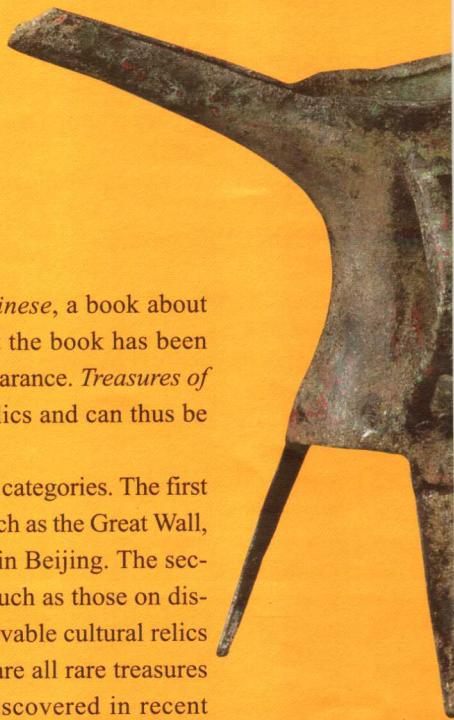 inese, a book about
the book has been
arance. Treasures of
lics and can thus be
categories. The first
ch as the Great Wall,
in Beijing. The sec-
uch as those on dis-
vable cultural relics
are all rare treasures
scovered in recent